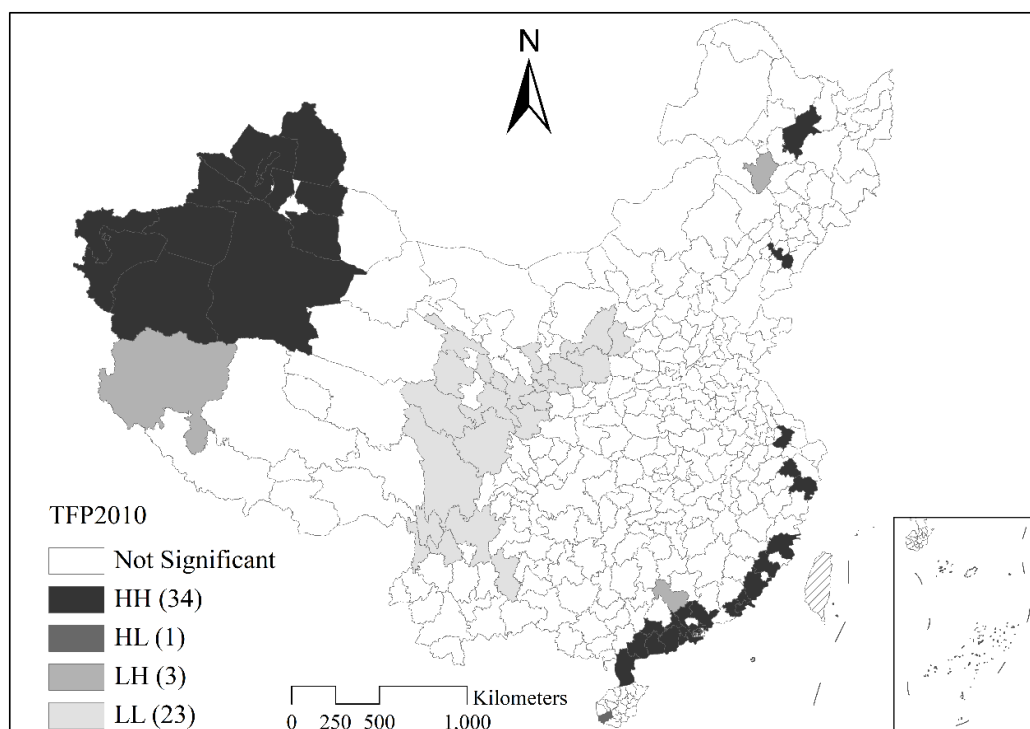 N
TFP2010
Not Significant
HH (34)
HL (1)
LH (3)
LL (23)
Kilometers
0 250 500 1,000